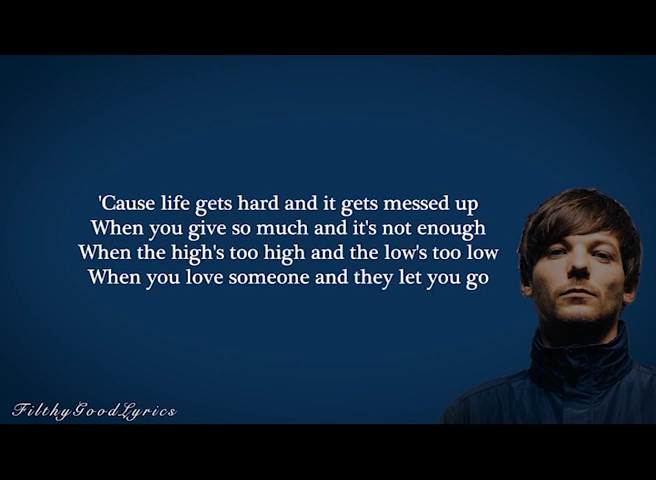 'Cause life gets hard and it gets messed up
When you give so much and it's not enough
When the high's too high and the low's too low
When you love someone and they let you go
FilthyGoodLyrics